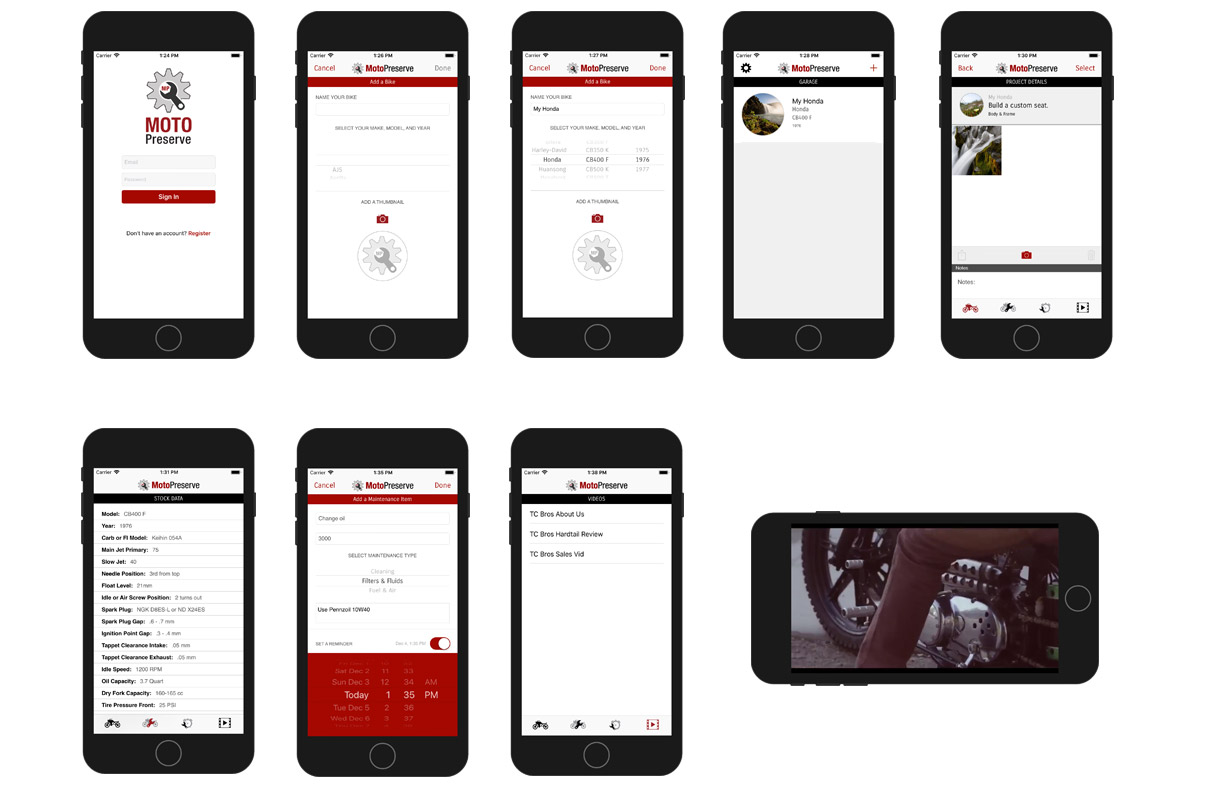 Carrier 1:24 PM
MP
MOTO
Preserve
Email
Password
Sign In
Don't have an account? Register
Carrier 1:26 PM
Cancel MotoPreserve Done
Add a Bike
NAME YOUR BIKE
SELECT YOUR MAKE, MODEL, AND YEAR
AJS
ADD A THUMBNAIL
MP
Carrier 1:27 PM
Cancel MotoPreserve Done
Add a Bike
NAME YOUR BIKE
My Honda
SELECT YOUR MAKE, MODEL, AND YEAR
Harley-David CB350 K 1975
Honda CB400 F 1976
Husaberg CB500 K 1977
ADD A THUMBNAIL
MP
Carrier 1:28 PM
MotoPreserve +
GARAGE
My Honda
Honda
CB400 F
1976
Carrier 1:30 PM
Back MotoPreserve Select
PROJECT DETAILS
My Honda
Build a custom seat.
Body & Frame
Notes
Notes:
Carrier 1:31 PM
MotoPreserve
STOCK DATA
Model: CB400 F
Year: 1976
Carb or FI Model: Keihin 054A
Main Jet Primary: 75
Slow Jet: 40
Needle Position: 3rd from top
Float Level: 21mm
Idle or Air Screw Position: 2 turns out
Spark Plug: NGK D8ES-L or ND X24ES
Spark Plug Gap: .6 - .7 mm
Ignition Point Gap: .3 - .4 mm
Tappet Clearance Intake: .05 mm
Tappet Clearance Exhaust: .05 mm
Idle Speed: 1200 RPM
Oil Capacity: 3.7 Quart
Dry Fork Capacity: 160-165 cc
Tire Pressure Front: 25 PSI
Carrier 1:35 PM
Cancel MotoPreserve Done
Add a Maintenance Item
Change oil
3000
SELECT MAINTENANCE TYPE
Cleaning
Filters & Fluids
Fuel & Air
Use Pennzoil 10W40
SET A REMINDER Dec 4, 1:35 PM
Sat Dec 2 11 33
Sun Dec 3 12 34 AM
Today 1 35 PM
Tue Dec 5 2 36
Wed Dec 6 3 37
Carrier 1:38 PM
MotoPreserve
VIDEOS
TC Bros About Us
TC Bros Hardtail Review
TC Bros Sales Vid